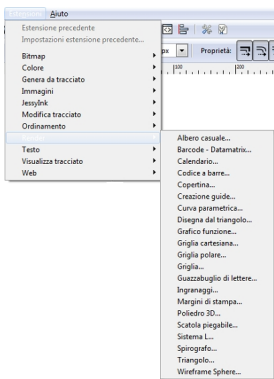 Estensioni Aiuto
Estensione precedente
Impostazioni estensione precedente...
Bitmap
Colore
Genera da tracciato
Immagini
JessyInk
Modifica tracciato
Ordinamento
Testo
Visualizza tracciato
Web
px
Proprietà:
100
200
Albero casuale...
Barcode - Datamatrix...
Calendario...
Codice a barre...
Copertina...
Creazione guide...
Curva parametrica...
Disegna dal triangolo...
Grafico funzione...
Griglia cartesiana...
Griglia polare...
Griglia...
Guazzabuglio di lettere...
Ingranaggi...
Margini di stampa...
Poliedro 3D...
Scatola piegabile...
Sistema L...
Spirografo...
Triangolo...
Wireframe Sphere...